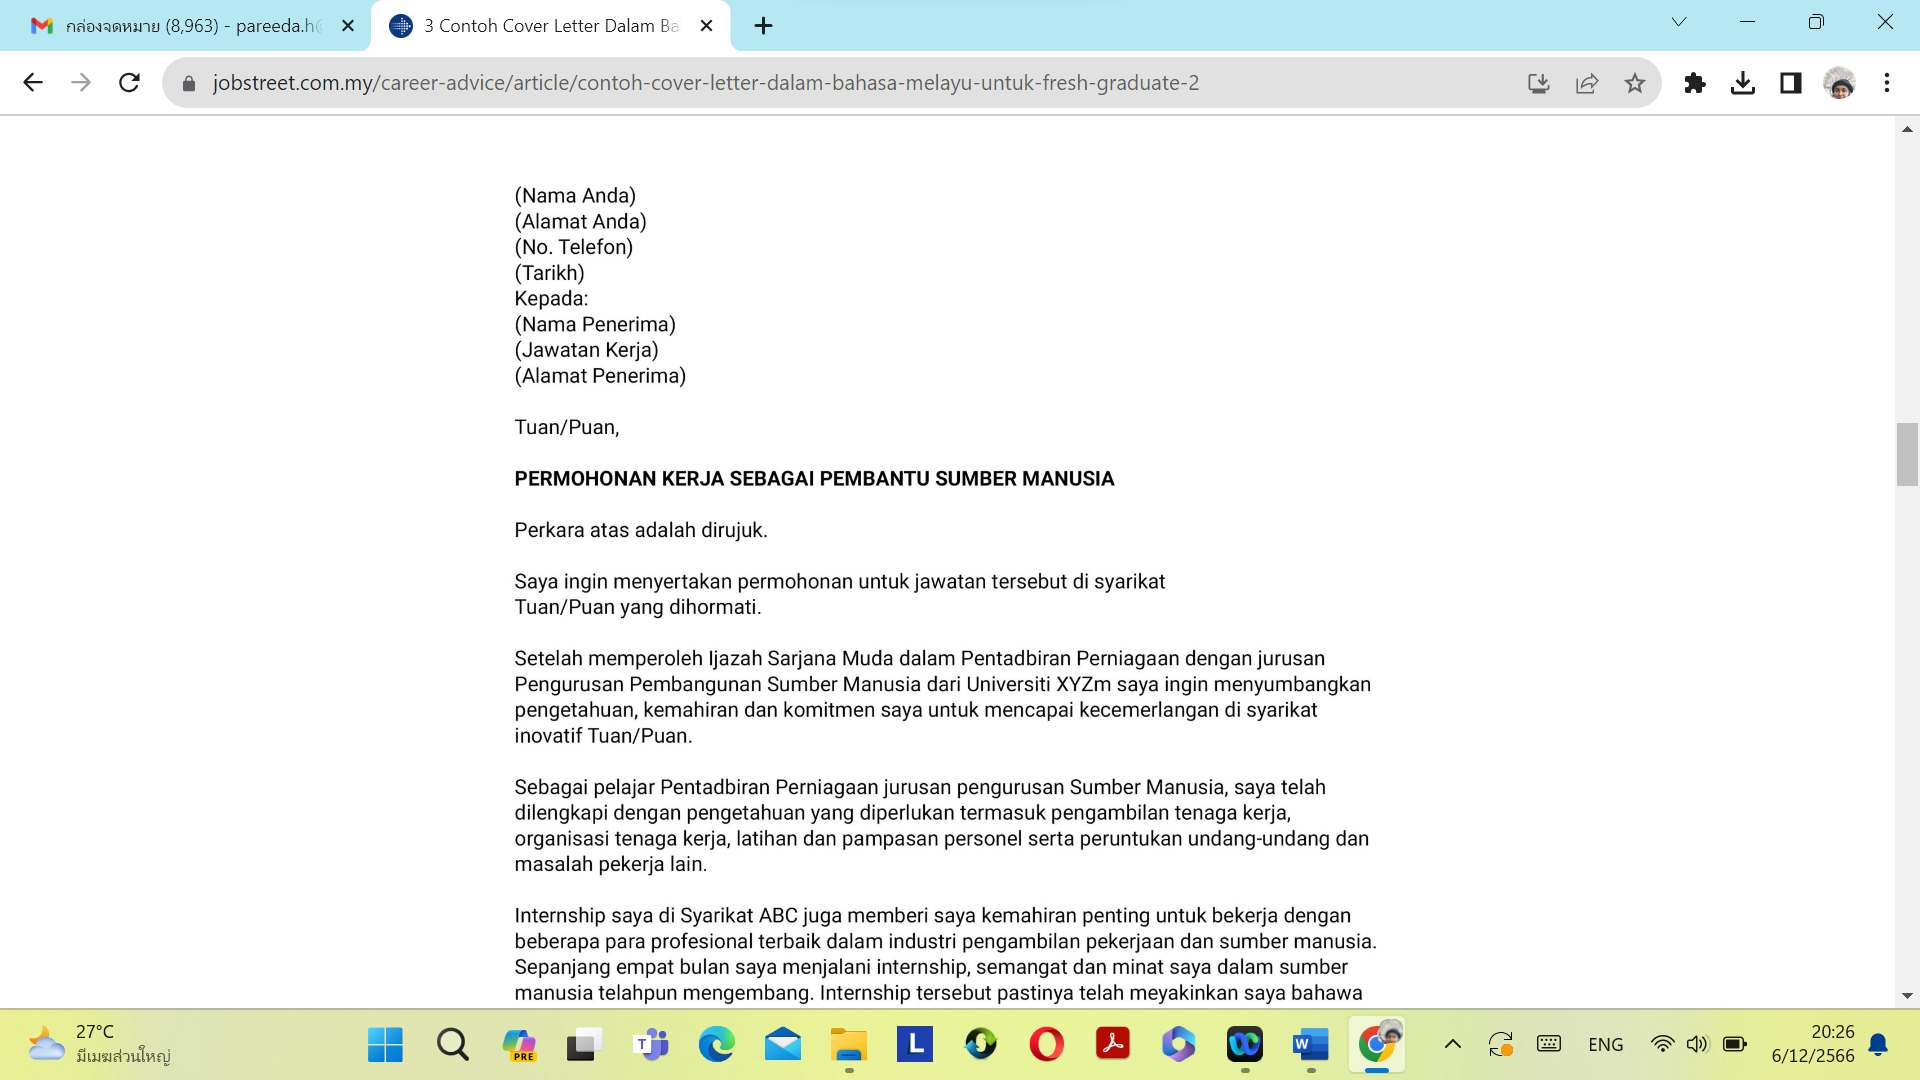 กล่องจดหมาย (8,963) - pareeda.h@
3 Contoh Cover Letter Dalam Ba
jobstreet.com.my/career-advice/article/contoh-cover-letter-dalam-bahasa-melayu-untuk-fresh-graduate-2
(Nama Anda)
(Alamat Anda)
(No. Telefon)
(Tarikh)
Kepada:
(Nama Penerima)
(Jawatan Kerja)
(Alamat Penerima)
Tuan/Puan,
PERMOHONAN KERJA SEBAGAI PEMBANTU SUMBER MANUSIA
Perkara atas adalah dirujuk.
Saya ingin menyertakan permohonan untuk jawatan tersebut di syarikat
Tuan/Puan yang dihormati.
Setelah memperoleh Ijazah Sarjana Muda dalam Pentadbiran Perniagaan dengan jurusan
Pengurusan Pembangunan Sumber Manusia dari Universiti XYZm saya ingin menyumbangkan
pengetahuan, kemahiran dan komitmen saya untuk mencapai kecemerlangan di syarikat
inovatif Tuan/Puan.
Sebagai pelajar Pentadbiran Perniagaan jurusan pengurusan Sumber Manusia, saya telah
dilengkapi dengan pengetahuan yang diperlukan termasuk pengambilan tenaga kerja,
organisasi tenaga kerja, latihan dan pampasan personel serta peruntukan undang-undang dan
masalah pekerja lain.
Internship saya di Syarikat ABC juga memberi saya kemahiran penting untuk bekerja dengan
beberapa para profesional terbaik dalam industri pengambilan pekerjaan dan sumber manusia.
Sepanjang empat bulan saya menjalani internship, semangat dan minat saya dalam sumber
manusia telahpun mengembang. Internship tersebut pastinya telah meyakinkan saya bahawa
27°C
มีเมฆส่วนใหญ่
PRE
L
W
ENG
20:26
6/12/2566